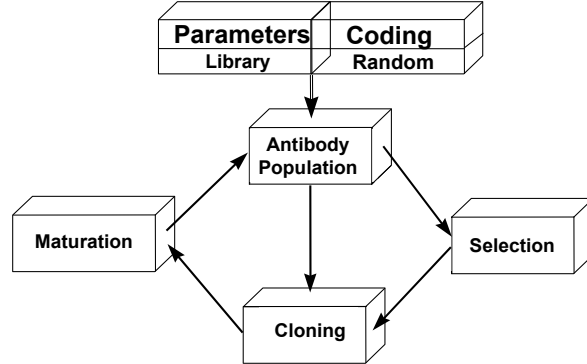 Parameters Coding
Library Random
Antibody
Population
Maturation
Selection
Cloning